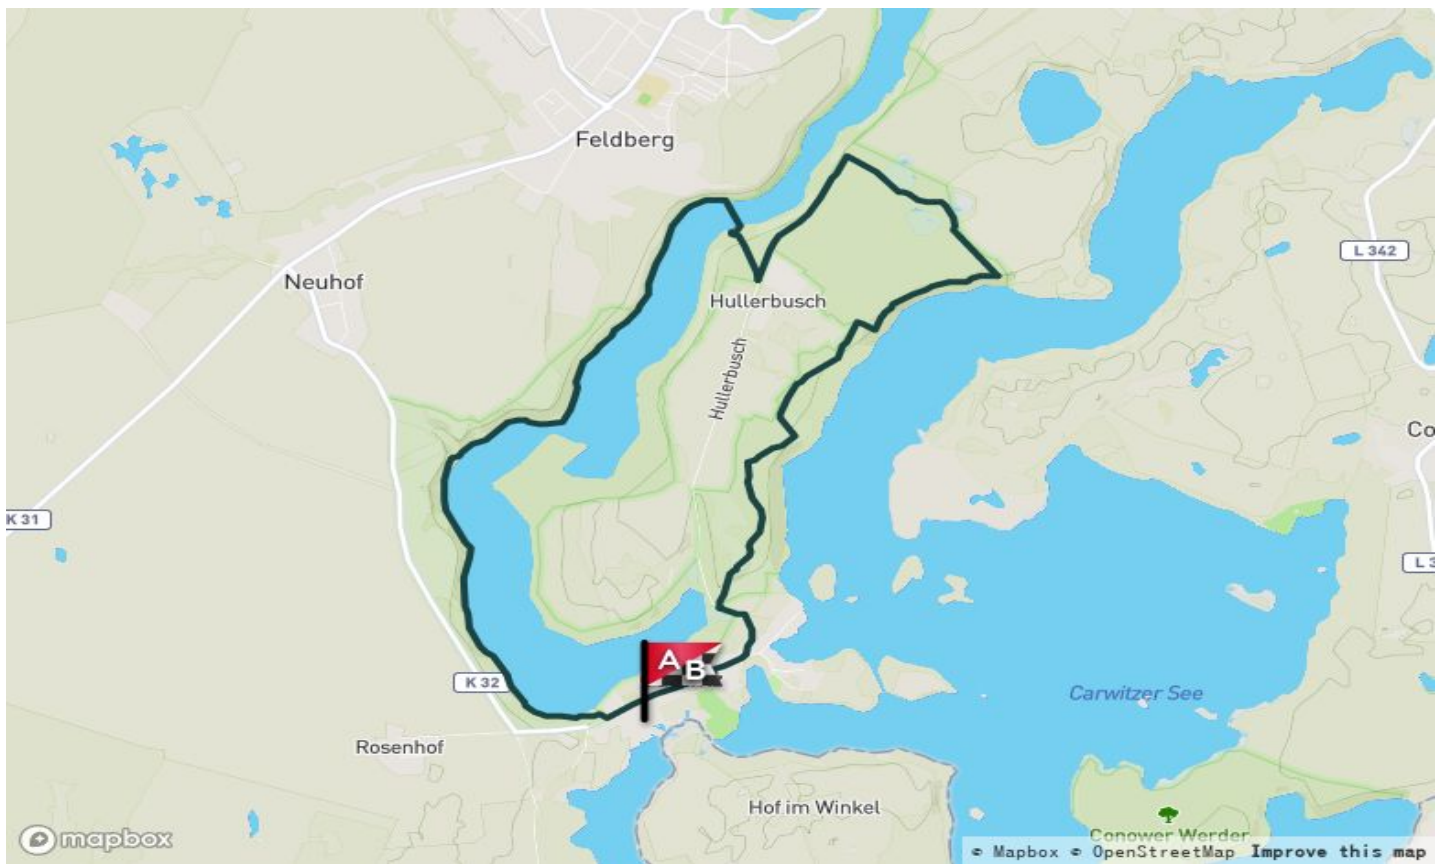 Feldberg
L 342
Neuhof
Hullerbusch
Hullerbusch
Co
K 31
L 3
A
B
K 32
Carwitzer See
Rosenhof
Hof im Winkel
Conower Werder
mapbox
© Mapbox © OpenStreetMap Improve this map